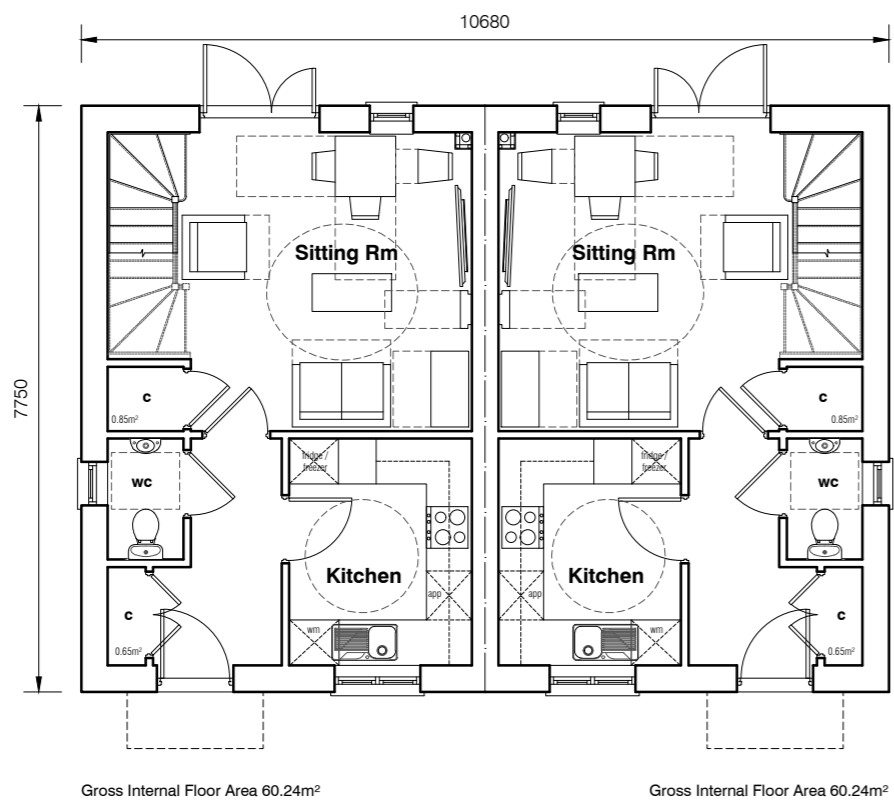 10680
7750
Sitting Rm
Sitting Rm
c
0.85m²
c
0.85m²
fridge /
freezer
fridge /
freezer
wc
wc
Kitchen
Kitchen
app
app
c
0.65m²
c
0.65m²
wm
wm
Gross Internal Floor Area 60.24m²
Gross Internal Floor Area 60.24m²